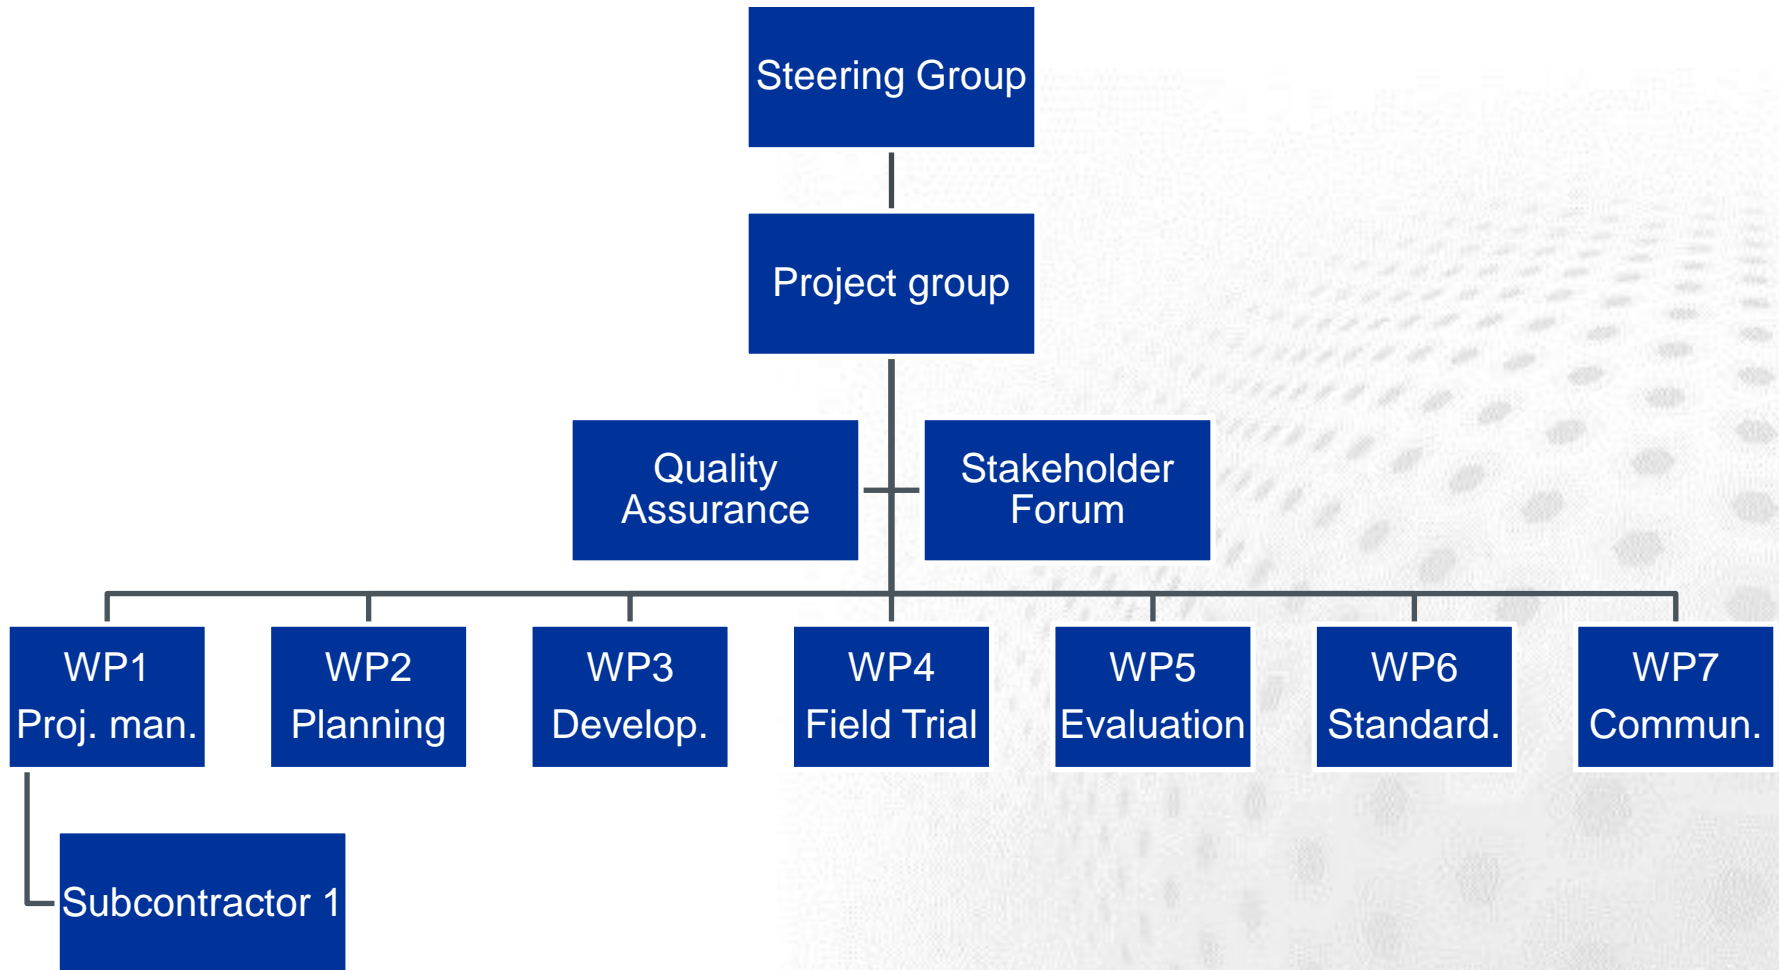 Steering Group
Project group
Quality
Assurance
Stakeholder
Forum
WP1
Proj. man.
WP2
Planning
WP3
Develop.
WP4
Field Trial
WP5
Evaluation
WP6
Standard.
WP7
Commun.
Subcontractor 1